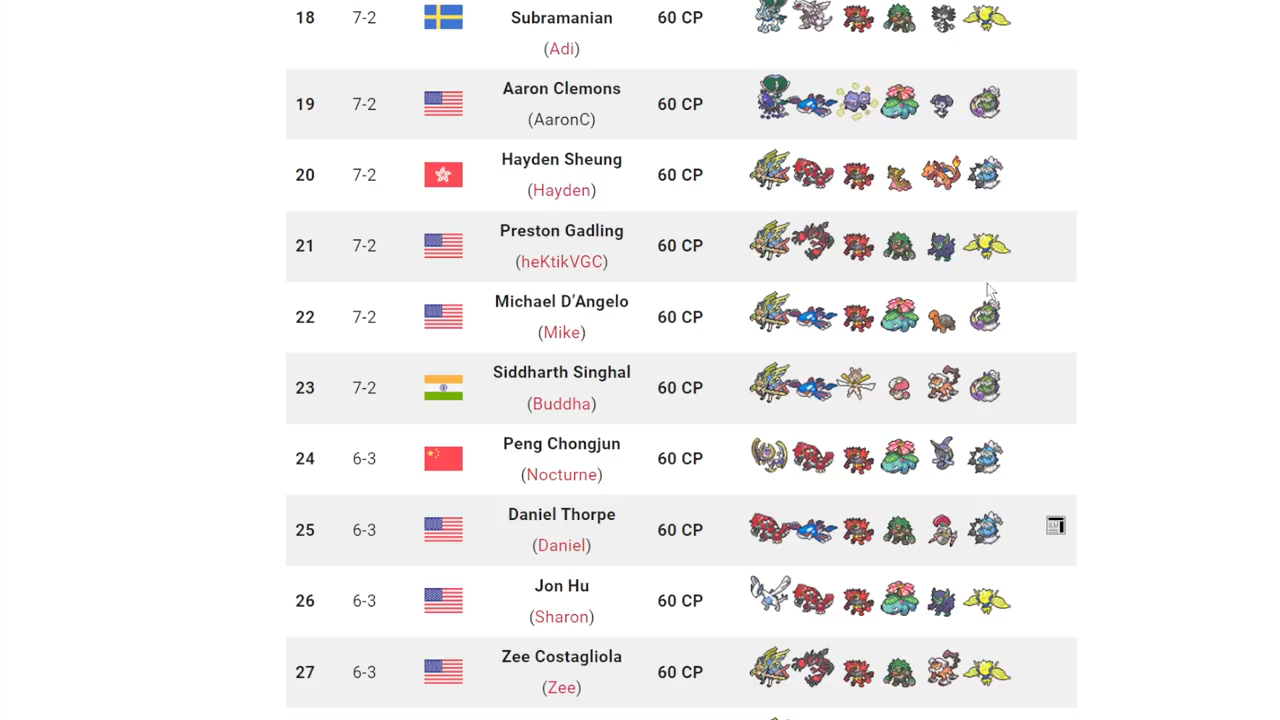 18 7-2 Subramanian 60 CP
(Adi)
19 7-2 Aaron Clemons 60 CP
(AaronC)
20 7-2 Hayden Sheung 60 CP
(Hayden)
21 7-2 Preston Gadling 60 CP
(heKtikVGC)
22 7-2 Michael D’Angelo 60 CP
(Mike)
23 7-2 Siddharth Singhal 60 CP
(Buddha)
24 6-3 Peng Chongjun 60 CP
(Nocturne)
25 6-3 Daniel Thorpe 60 CP
(Daniel)
26 6-3 Jon Hu 60 CP
(Sharon)
27 6-3 Zee Costagliola 60 CP
(Zee)